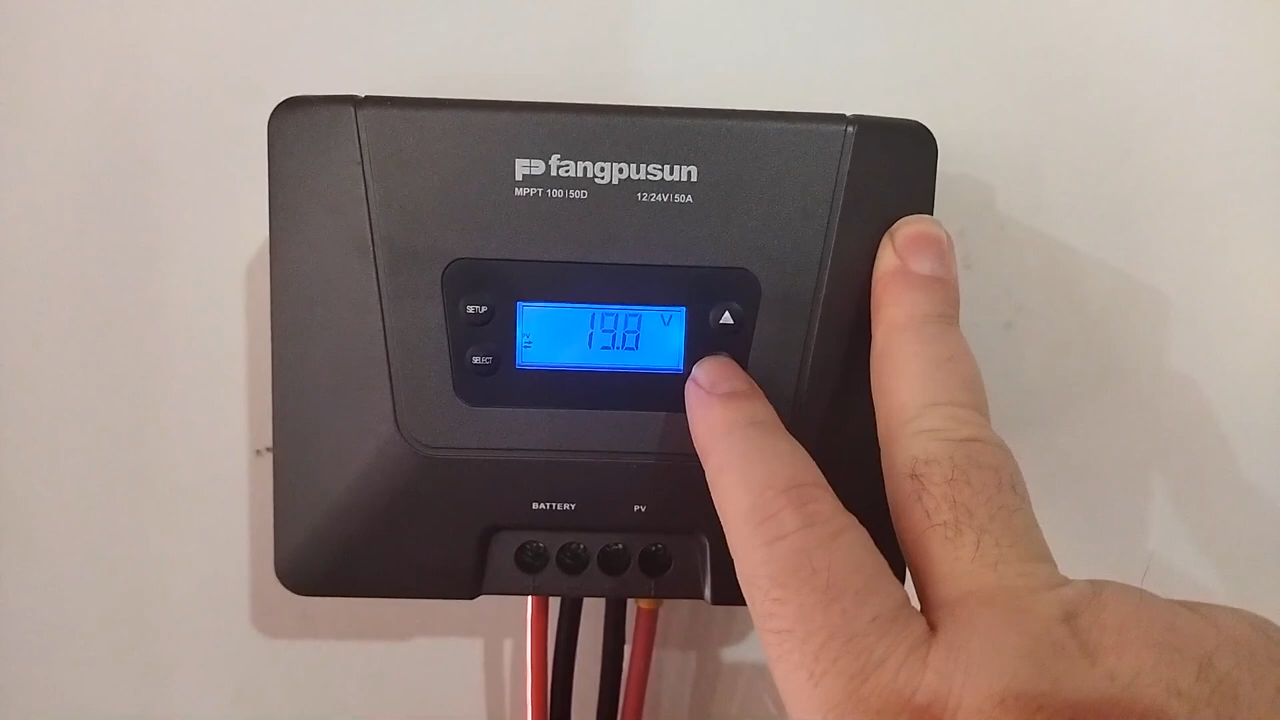 fangpusun
MPPT 100|50D 12/24V|50A
SETUP
19.8 V
PV
SELECT
BATTERY PV